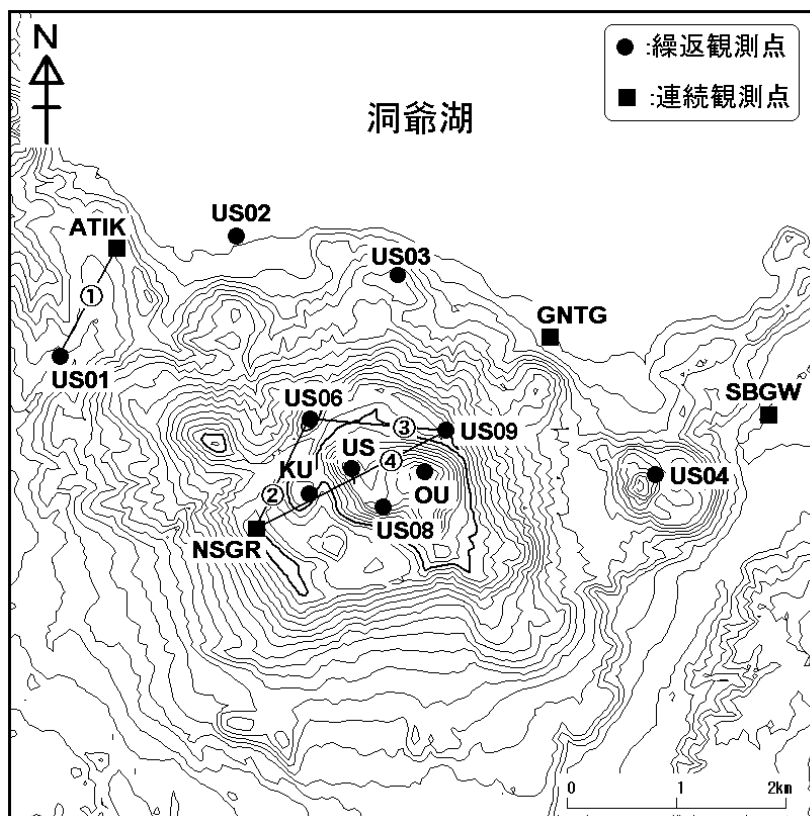 N
●:繰返観測点
■:連続観測点
洞爺湖
US02
ATIK
US03
①
GNTG
US01
US06
SBGW
③
US09
US
④
KU
US04
②
OU
US08
NSGR
0 1 2km